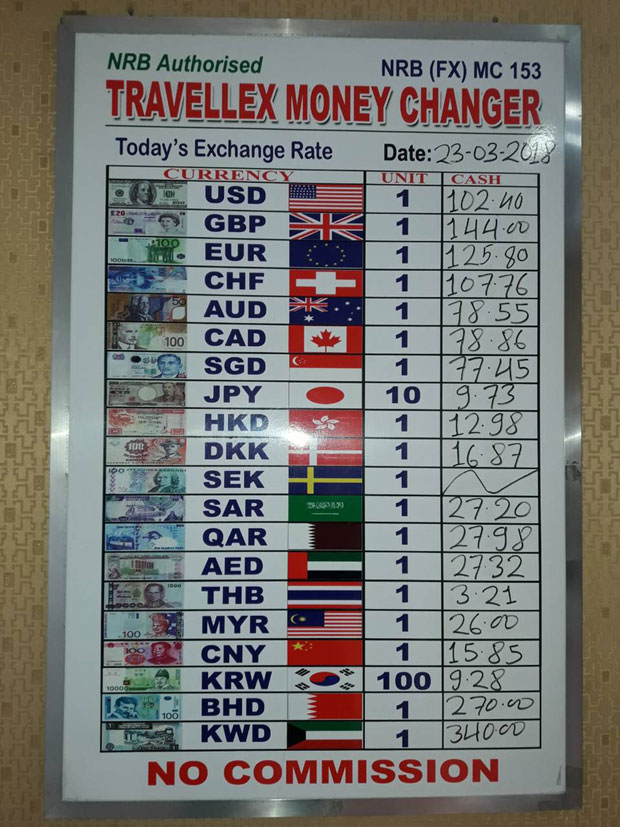 NRB Authorised NRB (FX) MC 153
TRAVELLEX MONEY CHANGER
Today's Exchange Rate Date: 23-03-2018
CURRENCY UNIT CASH
USD 1 102.40
GBP 1 144.00
EUR 1 125.80
CHF 1 107.76
AUD 1 78.55
CAD 1 78.86
SGD 1 77.45
JPY 10 9.73
HKD 1 12.98
DKK 1 16.87
SEK 1
SAR 1 27.20
QAR 1 27.98
AED 1 27.32
THB 1 3.21
MYR 1 26.00
CNY 1 15.85
KRW 100 9.28
BHD 1 270.00
KWD 1 340.00
NO COMMISSION